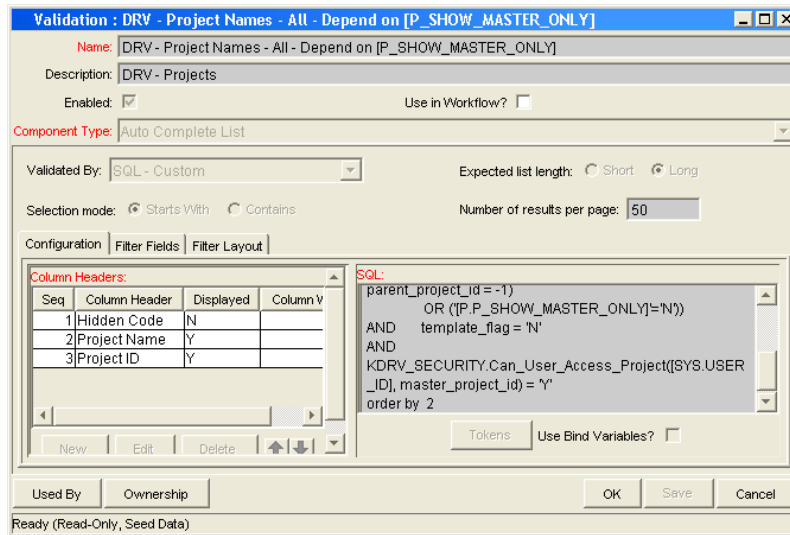 Validation : DRV - Project Names - All - Depend on [P_SHOW_MASTER_ONLY]
Name: DRV - Project Names - All - Depend on [P_SHOW_MASTER_ONLY]
Description: DRV - Projects
Enabled: Use in Workflow?
Component Type: Auto Complete List
Validated By: SQL - Custom Expected list length: Short Long
Selection mode: Starts With Contains Number of results per page: 50
Configuration Filter Fields Filter Layout
Column Headers:
Seq Column Header Displayed Column
1 Hidden Code N
2 Project Name Y
3 Project ID Y
New Edit Delete
SQL:
parent_project_id = -1)
OR ('[P.P_SHOW_MASTER_ONLY]'='N'))
AND template_flag = 'N'
AND
KDRV_SECURITY.Can_User_Access_Project([SYS.USER
_ID], master_project_id) = 'Y'
order by 2
Tokens Use Bind Variables?
Used By Ownership OK Save Cancel
Ready (Read-Only, Seed Data)